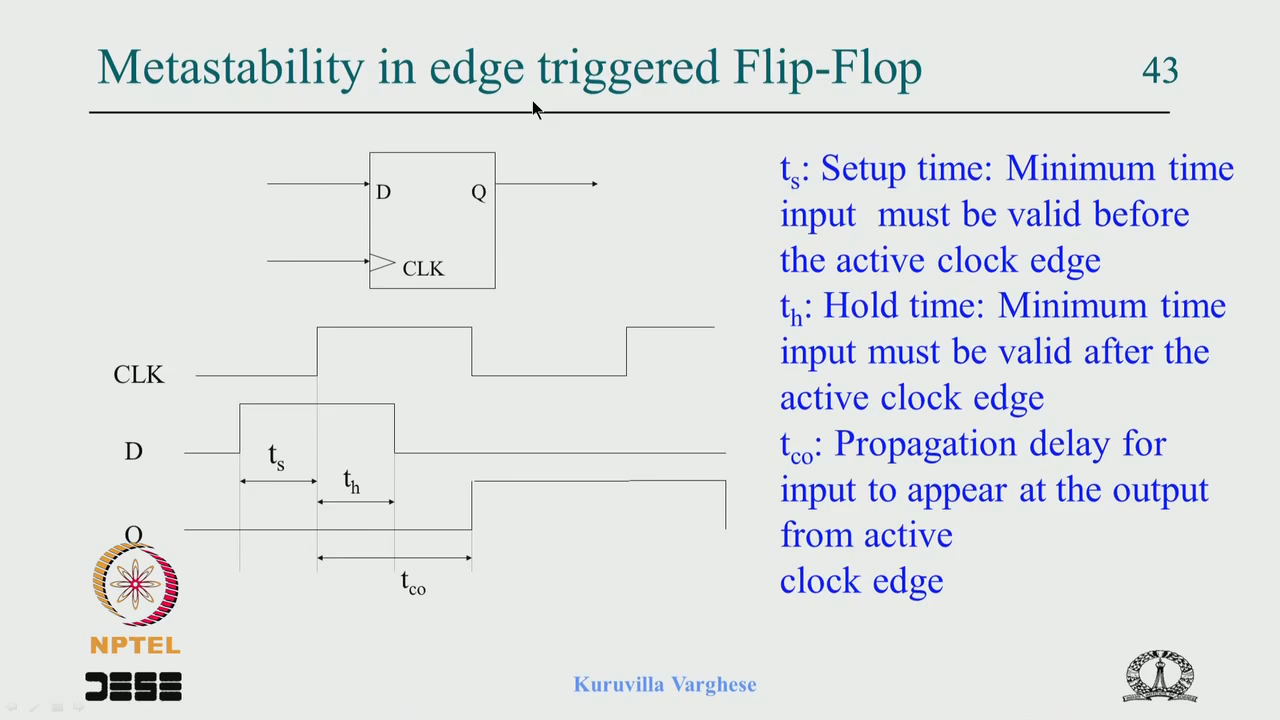 Metastability in edge triggered Flip-Flop
43
D
Q
CLK
ts: Setup time: Minimum time
input must be valid before
the active clock edge
th: Hold time: Minimum time
input must be valid after the
active clock edge
tco: Propagation delay for
input to appear at the output
from active
clock edge
CLK
D
ts
th
Q
tco
NPTEL
DESE
Kuruvilla Varghese